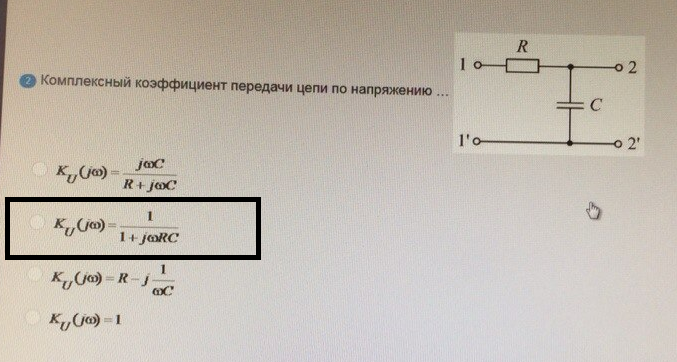 R
1
2
2 Комплексный коэффициент передачи цепи по напряжению ...
C
1'
2'
K_U(jω) = jωC / (R + jωC)
K_U(jω) = 1 / (1 + jωRC)
K_U(jω) = R − j 1 / ωC
K_U(jω) = 1